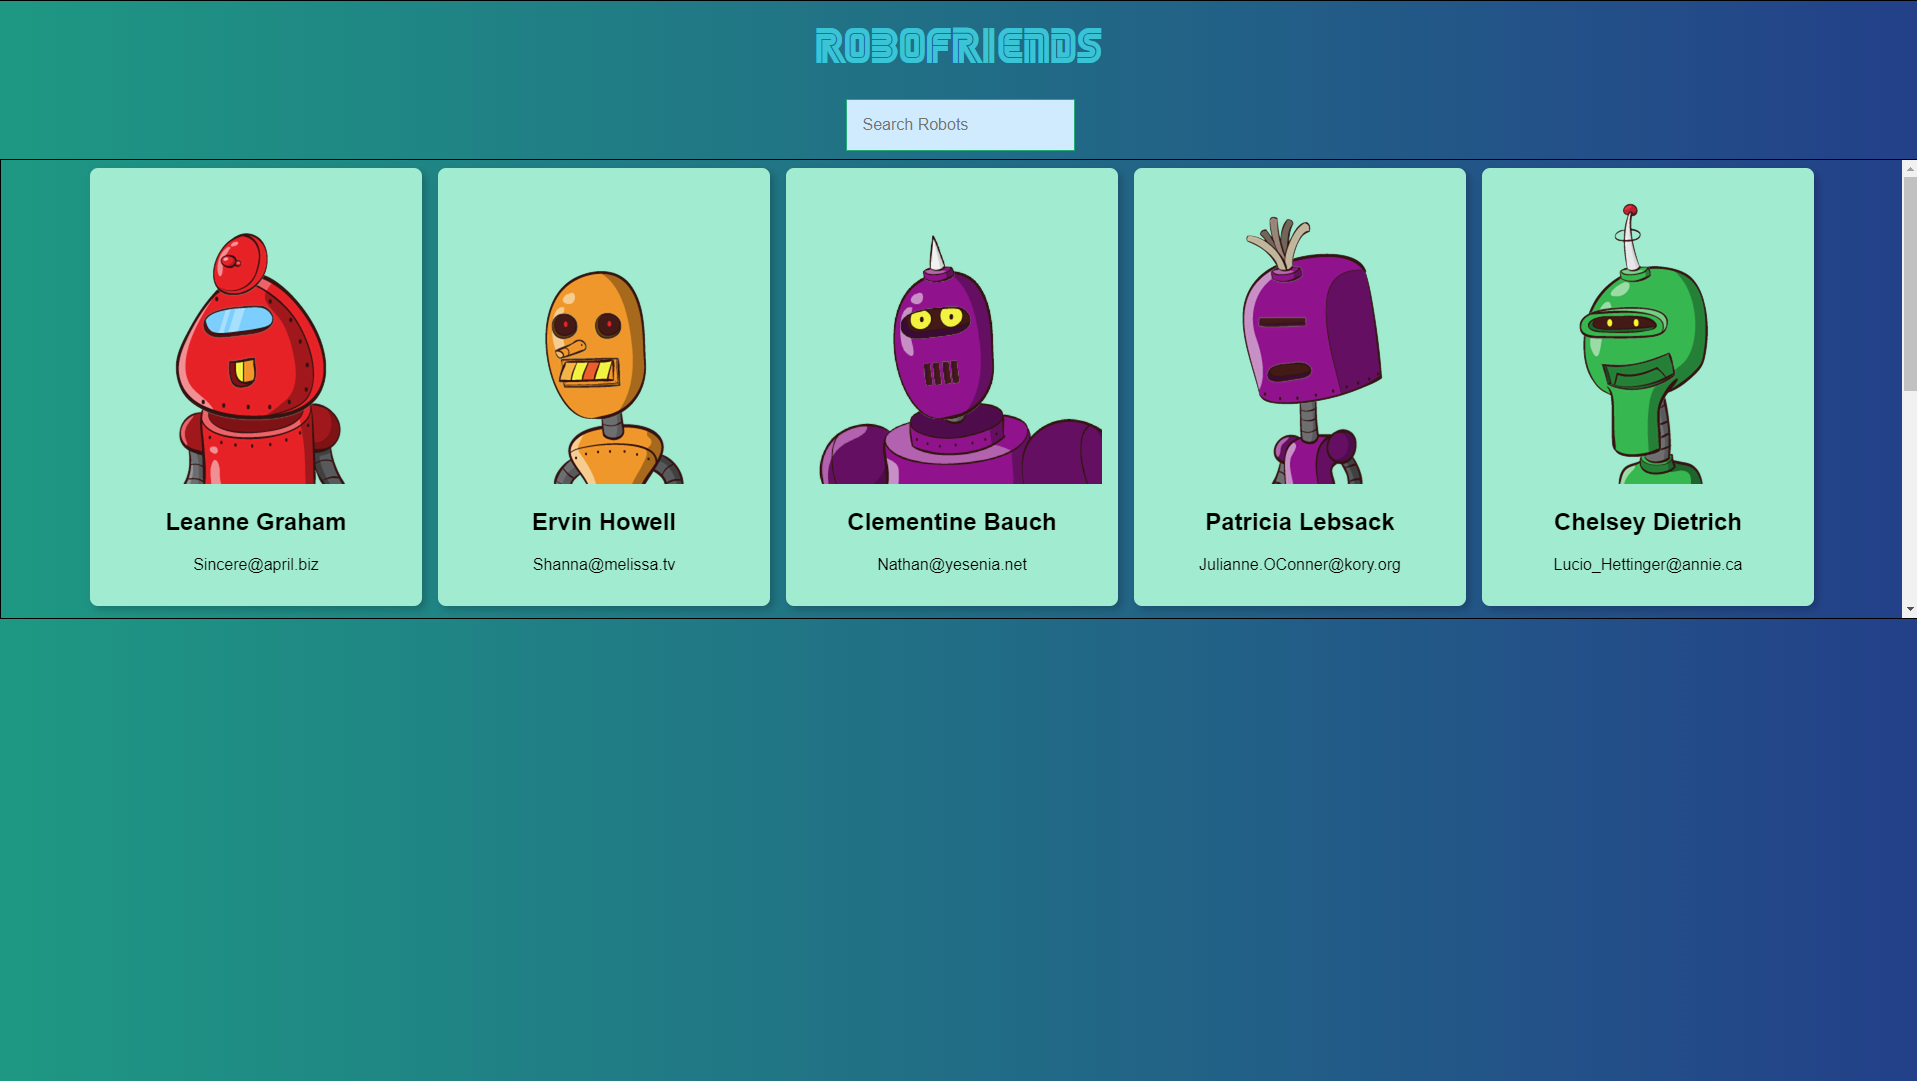 ROBOFRIENDS
Search Robots
Leanne Graham
Sincere@april.biz
Ervin Howell
Shanna@melissa.tv
Clementine Bauch
Nathan@yesenia.net
Patricia Lebsack
Julianne.OConner@kory.org
Chelsey Dietrich
Lucio_Hettinger@annie.ca